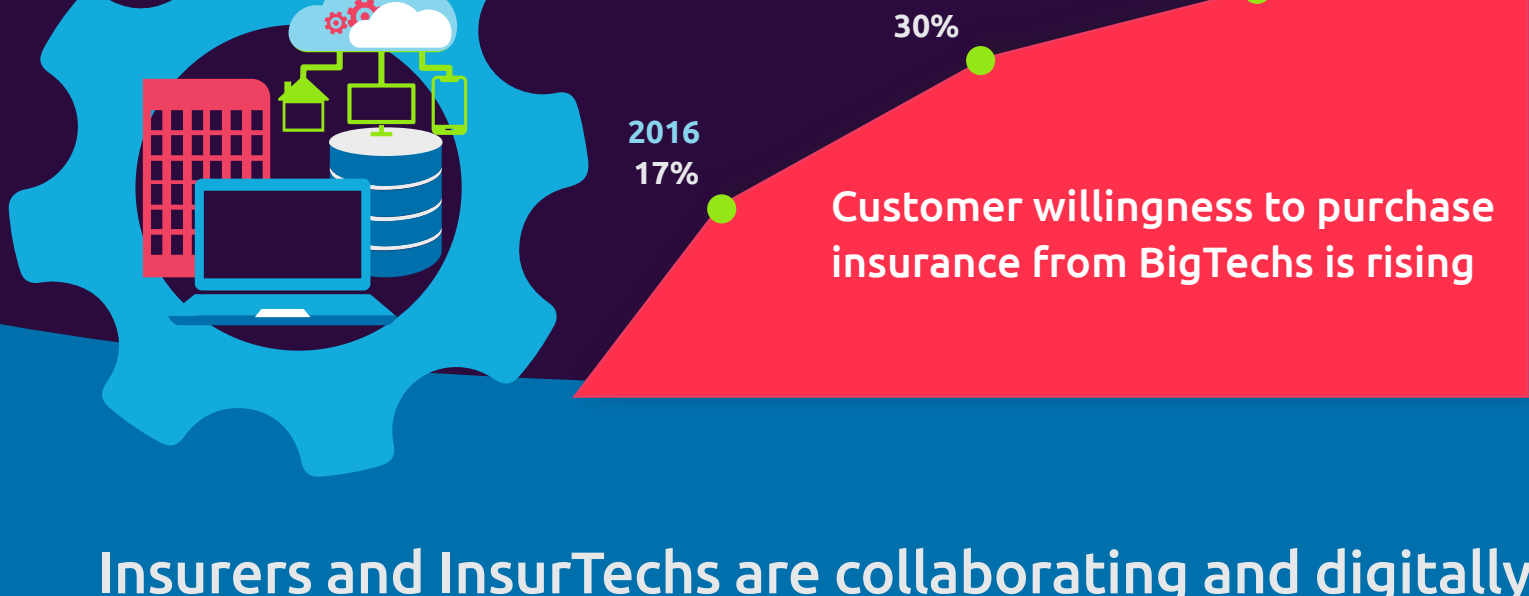 30%
2016
17%
Customer willingness to purchase
insurance from BigTechs is rising
Insurers and InsurTechs are collaborating and digitally